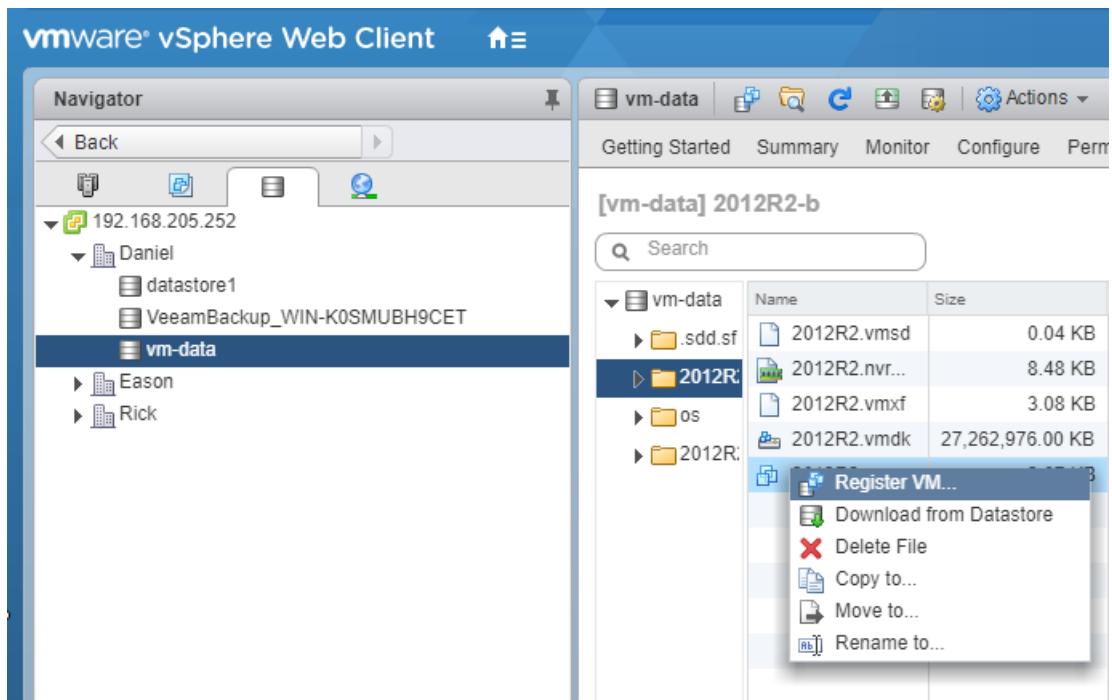 vmware® vSphere Web Client
Navigator
Back
192.168.205.252
Daniel
datastore1
VeeamBackup_WIN-K0SMUBH9CET
vm-data
Eason
Rick
vm-data Actions
Getting Started Summary Monitor Configure Perm
[vm-data] 2012R2-b
Search
vm-data
.sdd.sf
2012R
os
2012R
Name Size
2012R2.vmsd 0.04 KB
2012R2.nvr... 8.48 KB
2012R2.vmxf 3.08 KB
2012R2.vmdk 27,262,976.00 KB
Register VM...
Download from Datastore
Delete File
Copy to...
Move to...
Rename to...